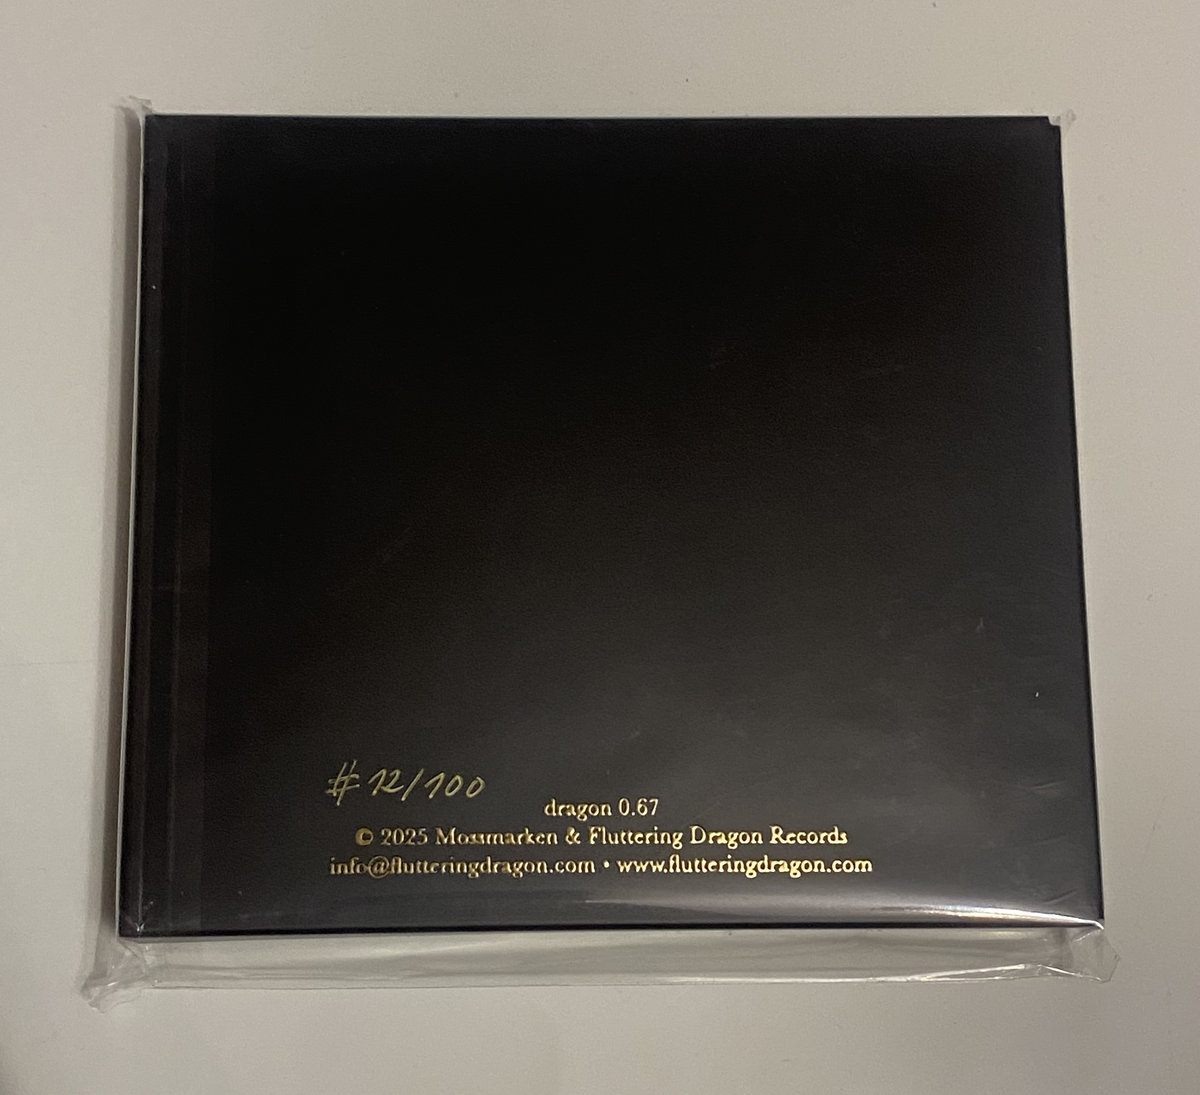 #12/100
dragon 0.67
© 2025 Mossmarken & Fluttering Dragon Records
info@flutteringdragon.com • www.flutteringdragon.com